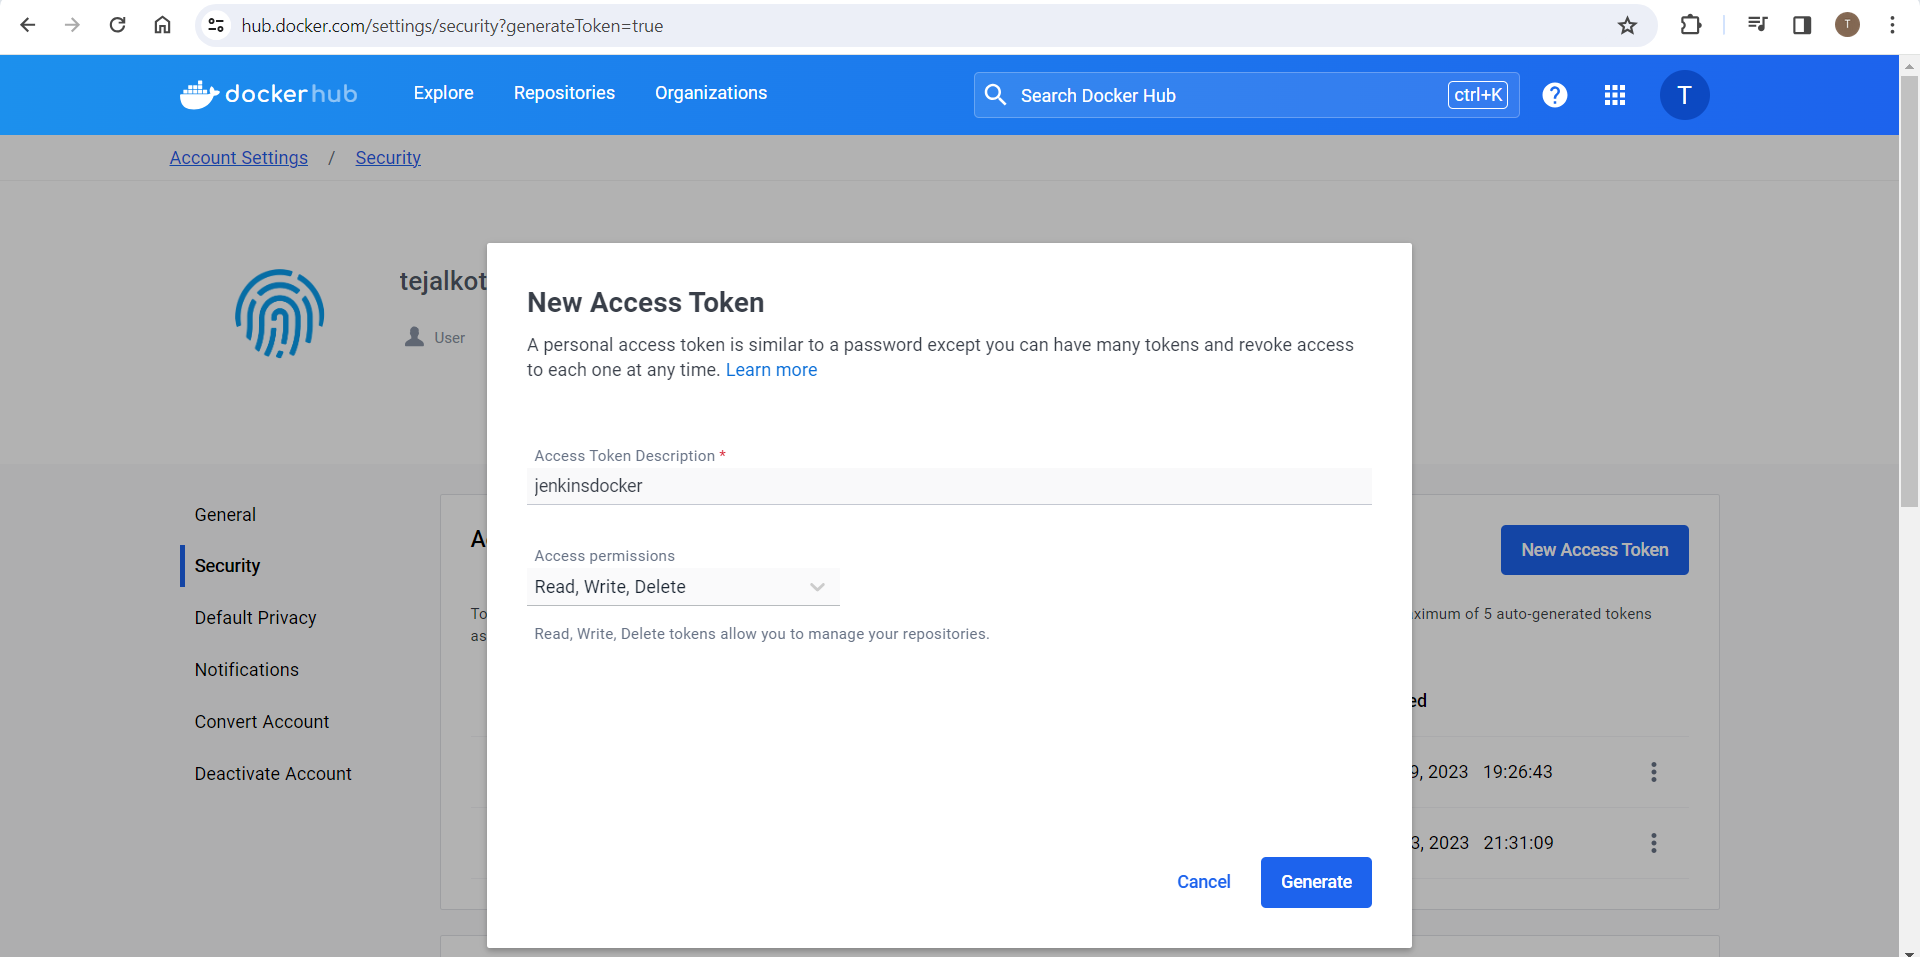 hub.docker.com/settings/security?generateToken=true
T
dockerhub
Explore
Repositories
Organizations
Search Docker Hub
ctrl+K
?
T
Account Settings / Security
tejalkot
User
New Access Token
A personal access token is similar to a password except you can have many tokens and revoke access
to each one at any time. Learn more
Access Token Description *
jenkinsdocker
Access permissions
Read, Write, Delete
Read, Write, Delete tokens allow you to manage your repositories.
Cancel
Generate
General
Security
Default Privacy
Notifications
Convert Account
Deactivate Account
New Access Token
To
as
ximum of 5 auto-generated tokens
ed
9, 2023 19:26:43
3, 2023 21:31:09